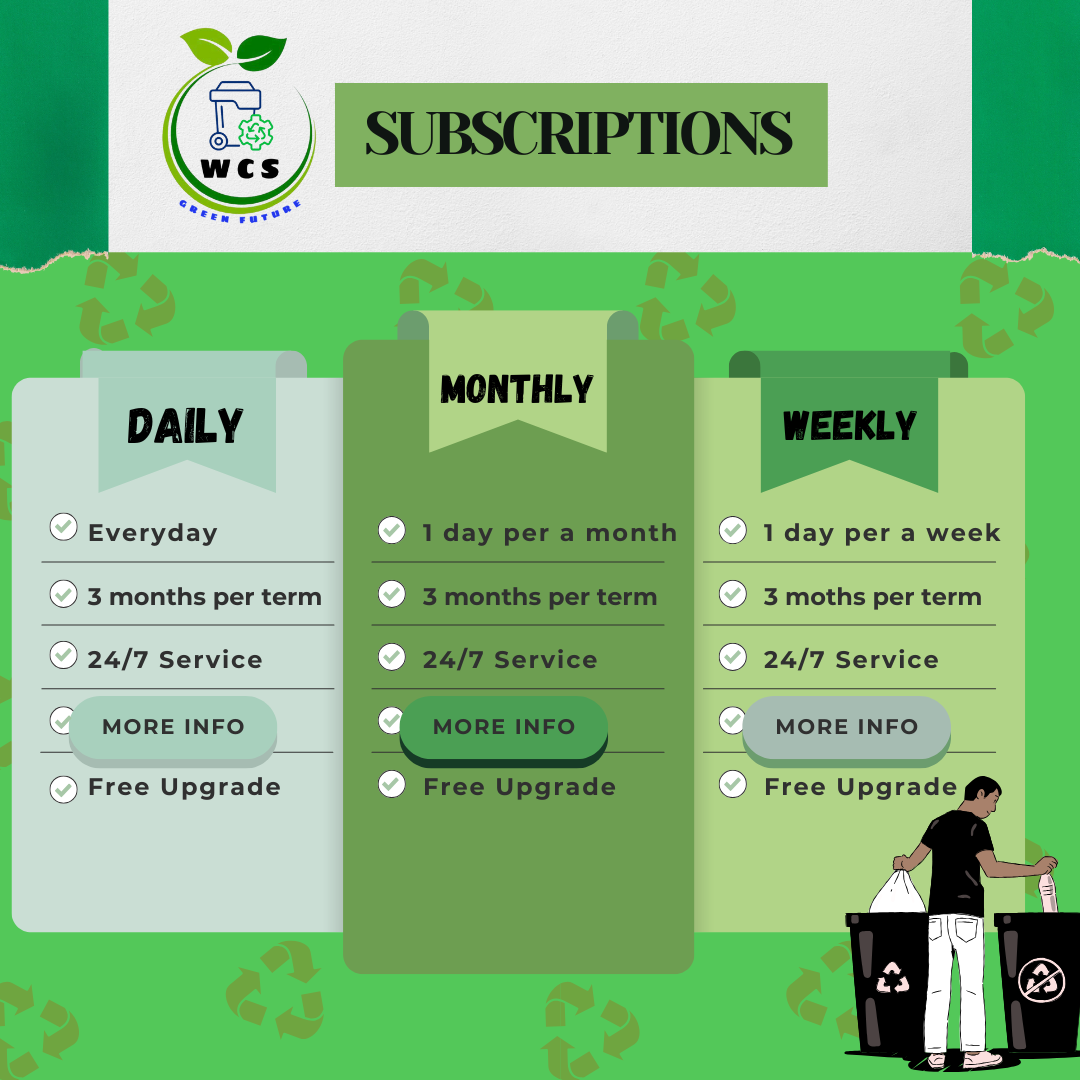 WCS
GREEN FUTURE
SUBSCRIPTIONS
DAILY
Everyday
3 months per term
24/7 Service
MORE INFO
Free Upgrade
MONTHLY
1 day per a month
3 months per term
24/7 Service
MORE INFO
Free Upgrade
WEEKLY
1 day per a week
3 moths per term
24/7 Service
MORE INFO
Free Upgrade